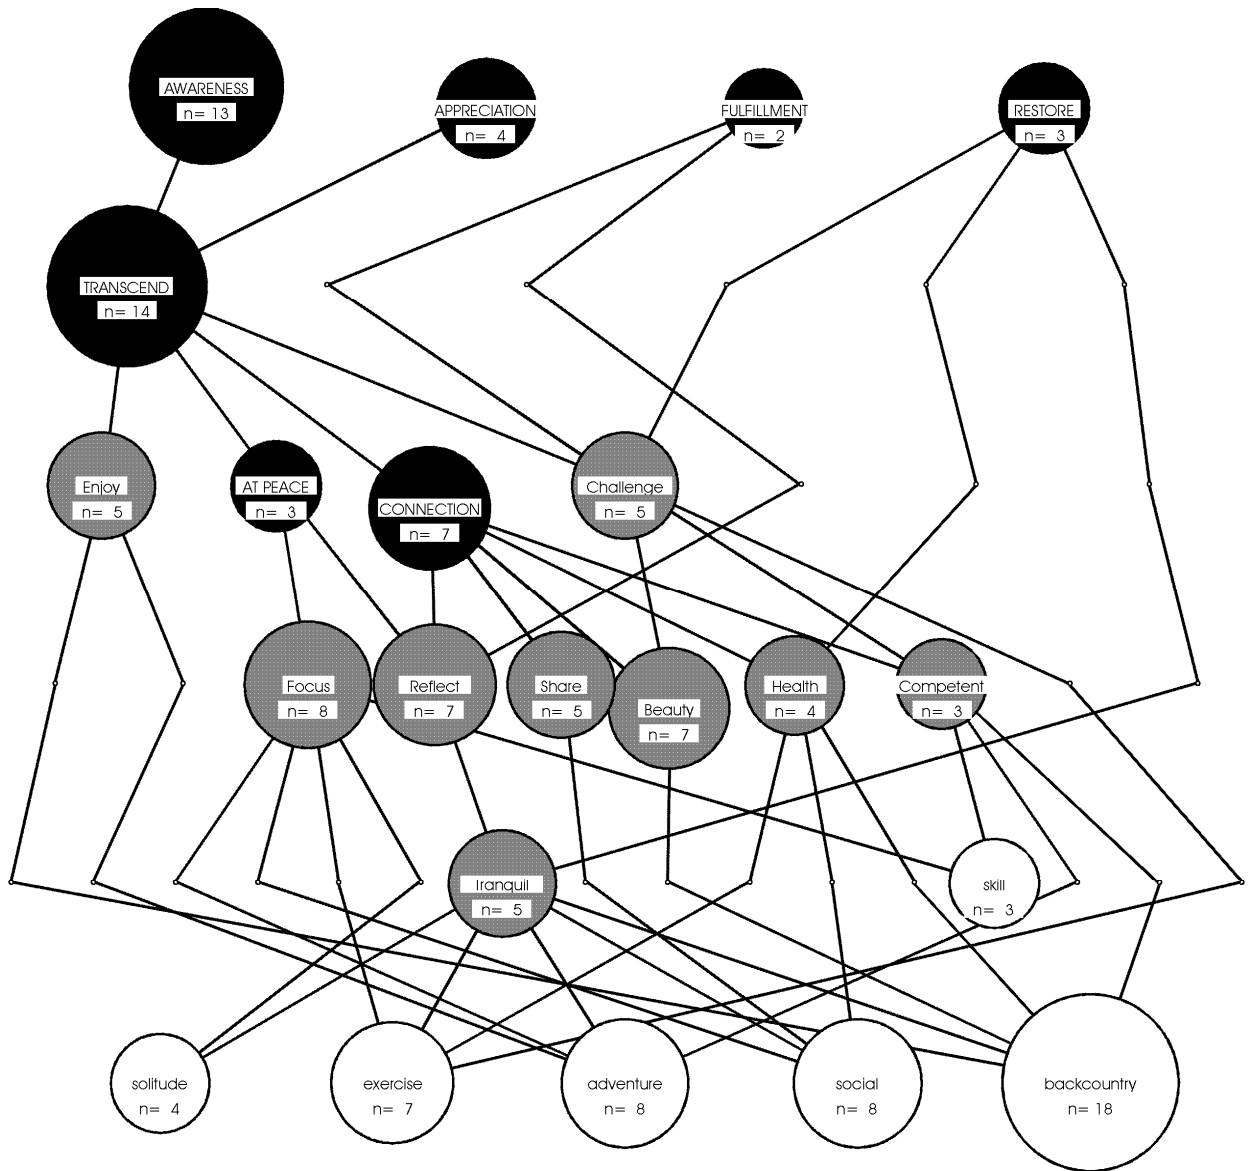 AWARENESS
n= 13
APPRECIATION
n= 4
FULFILLMENT
n= 2
RESTORE
n= 3
TRANSCEND
n= 14
Enjoy
n= 5
AT PEACE
n= 3
CONNECTION
n= 7
Challenge
n= 5
Focus
n= 8
Reflect
n= 7
Share
n= 5
Beauty
n= 7
Health
n= 4
Competent
n= 3
Tranquil
n= 5
skill
n= 3
solitude
n= 4
exercise
n= 7
adventure
n= 8
social
n= 8
backcountry
n= 18